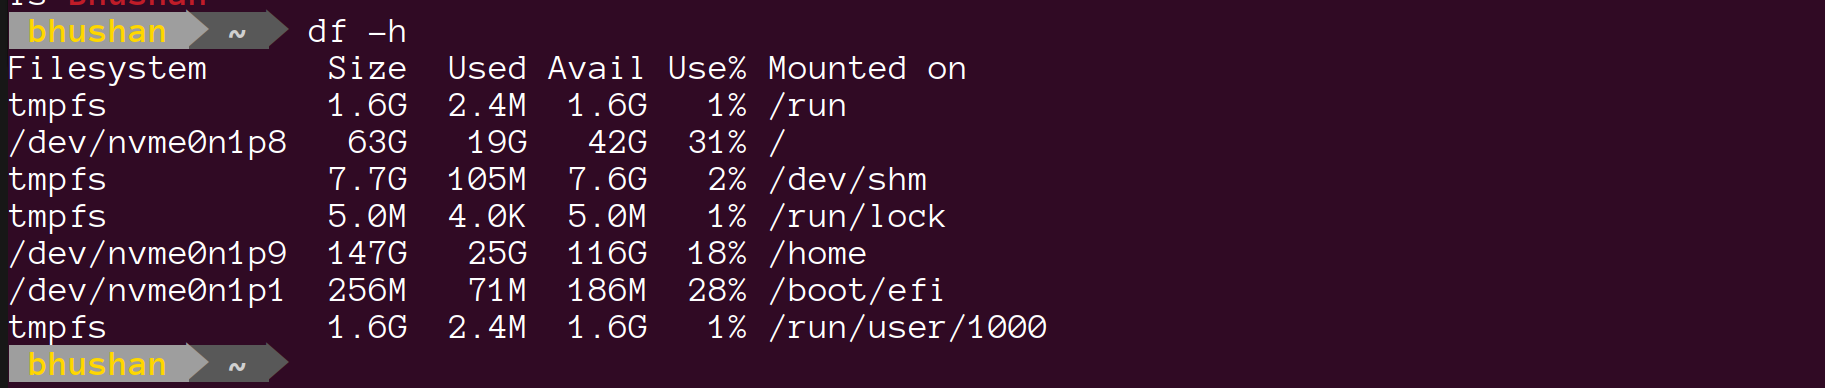 bhushan ~ df -h
Filesystem      Size  Used Avail Use% Mounted on
tmpfs           1.6G  2.4M  1.6G   1% /run
/dev/nvme0n1p8   63G   19G   42G  31% /
tmpfs           7.7G  105M  7.6G   2% /dev/shm
tmpfs           5.0M  4.0K  5.0M   1% /run/lock
/dev/nvme0n1p9  147G   25G  116G  18% /home
/dev/nvme0n1p1  256M   71M  186M  28% /boot/efi
tmpfs           1.6G  2.4M  1.6G   1% /run/user/1000
bhushan ~